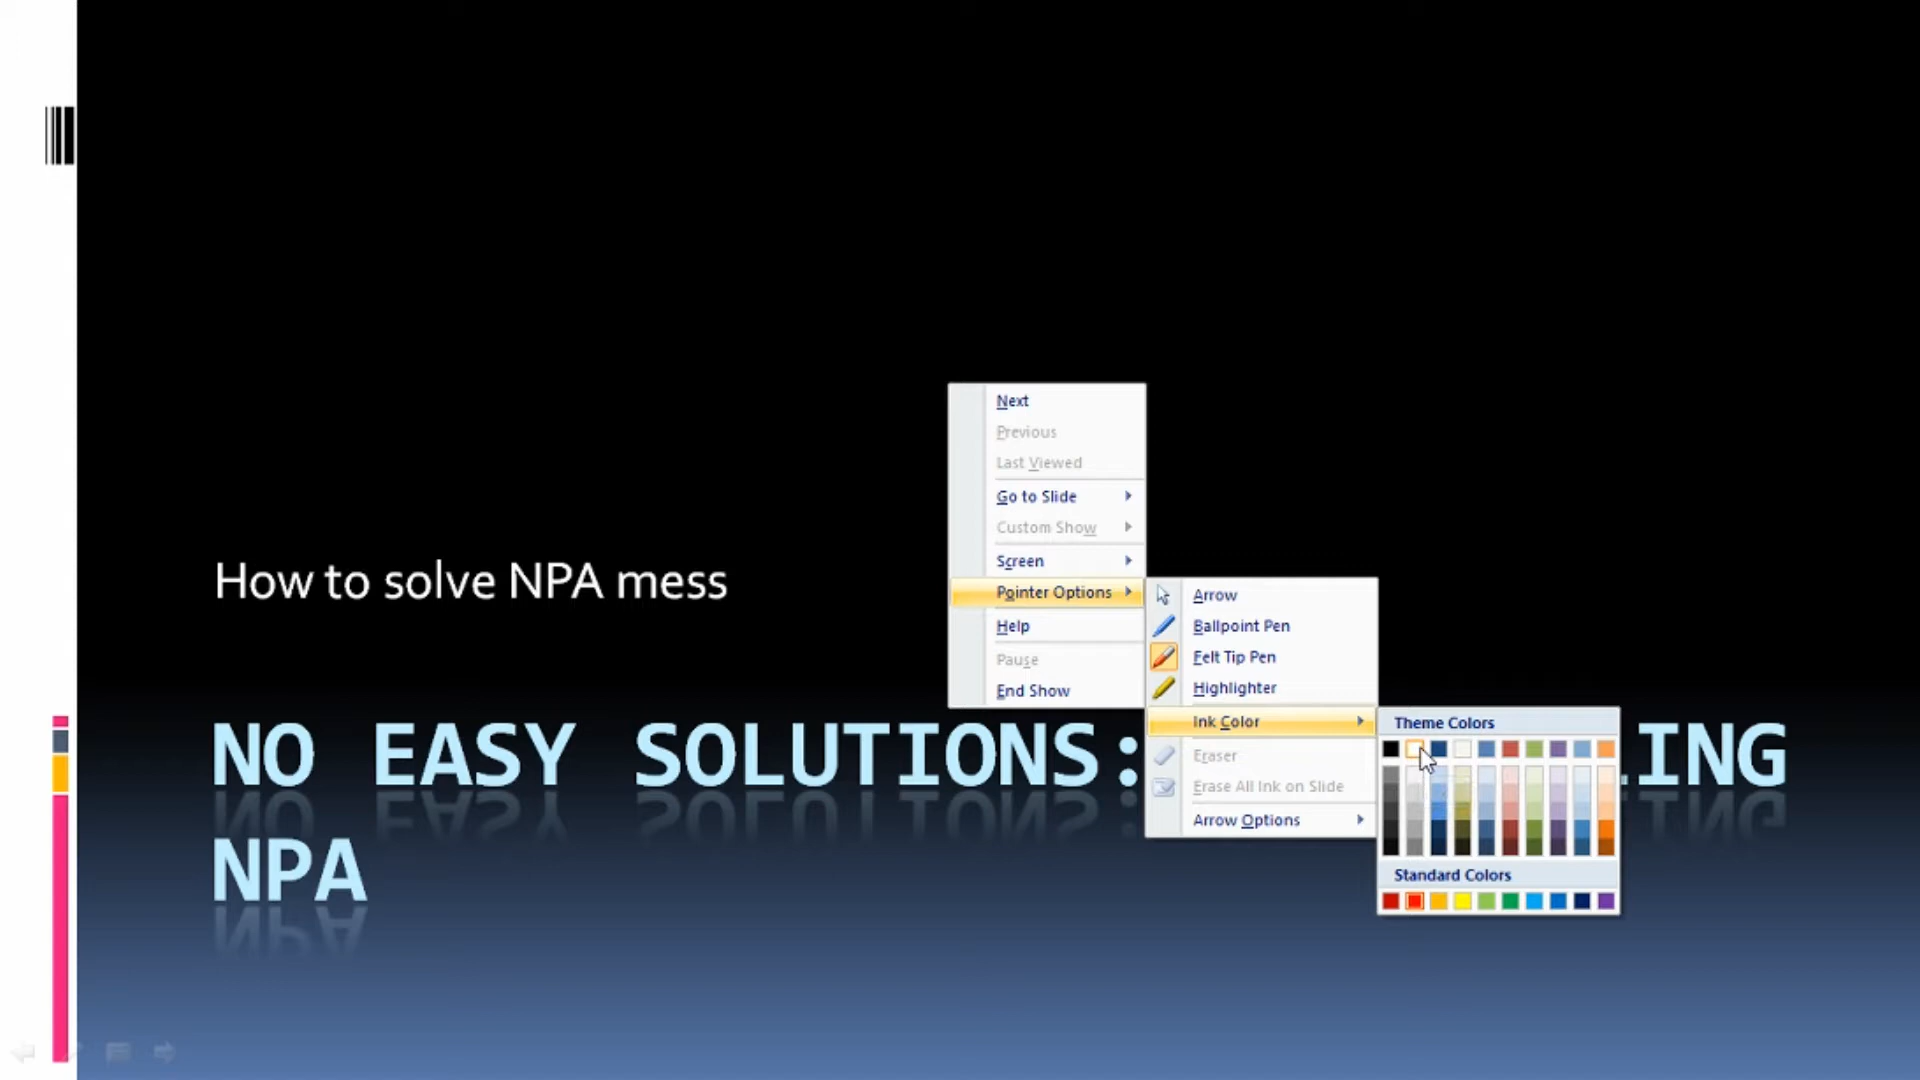 How to solve NPA mess
NO EASY SOLUTIONS: LING
NPA
Next
Previous
Last Viewed
Go to Slide
Custom Show
Screen
Pointer Options
Help
Pause
End Show
Arrow
Ballpoint Pen
Felt Tip Pen
Highlighter
Ink Color
Eraser
Erase All Ink on Slide
Arrow Options
Theme Colors
Standard Colors